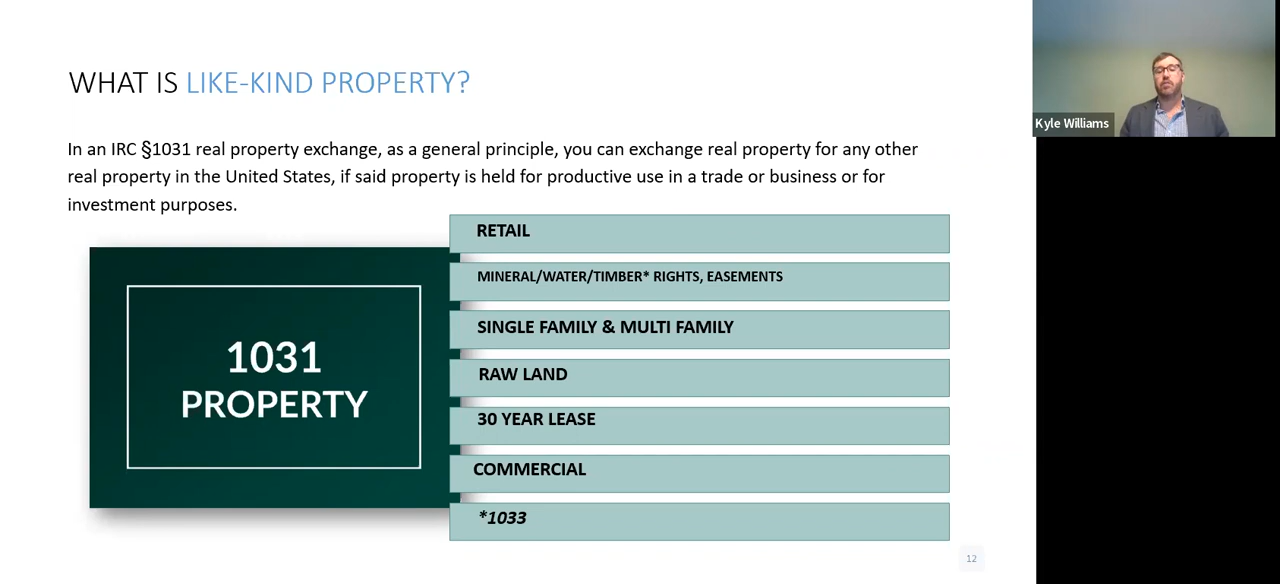 WHAT IS LIKE-KIND PROPERTY?
In an IRC §1031 real property exchange, as a general principle, you can exchange real property for any other
real property in the United States, if said property is held for productive use in a trade or business or for
investment purposes.
1031
PROPERTY
RETAIL
MINERAL/WATER/TIMBER* RIGHTS, EASEMENTS
SINGLE FAMILY & MULTI FAMILY
RAW LAND
30 YEAR LEASE
COMMERCIAL
*1033
12
Kyle Williams